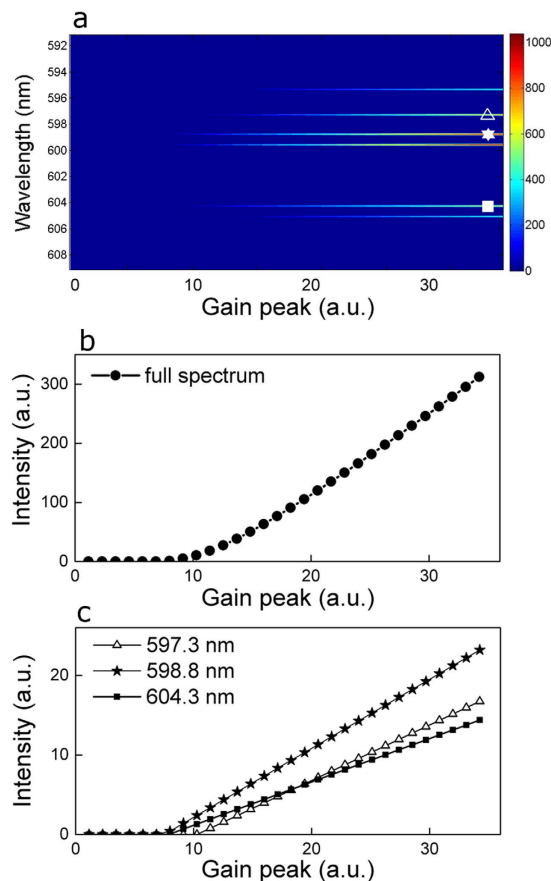 a
592
594
596
598
600
602
604
606
608
Wavelength (nm)
1000
800
600
400
200
0
0 10 20 30
Gain peak (a.u.)
b
full spectrum
300
200
100
0
Intensity (a.u.)
0 10 20 30
Gain peak (a.u.)
c
597.3 nm
598.8 nm
604.3 nm
20
10
0
Intensity (a.u.)
0 10 20 30
Gain peak (a.u.)